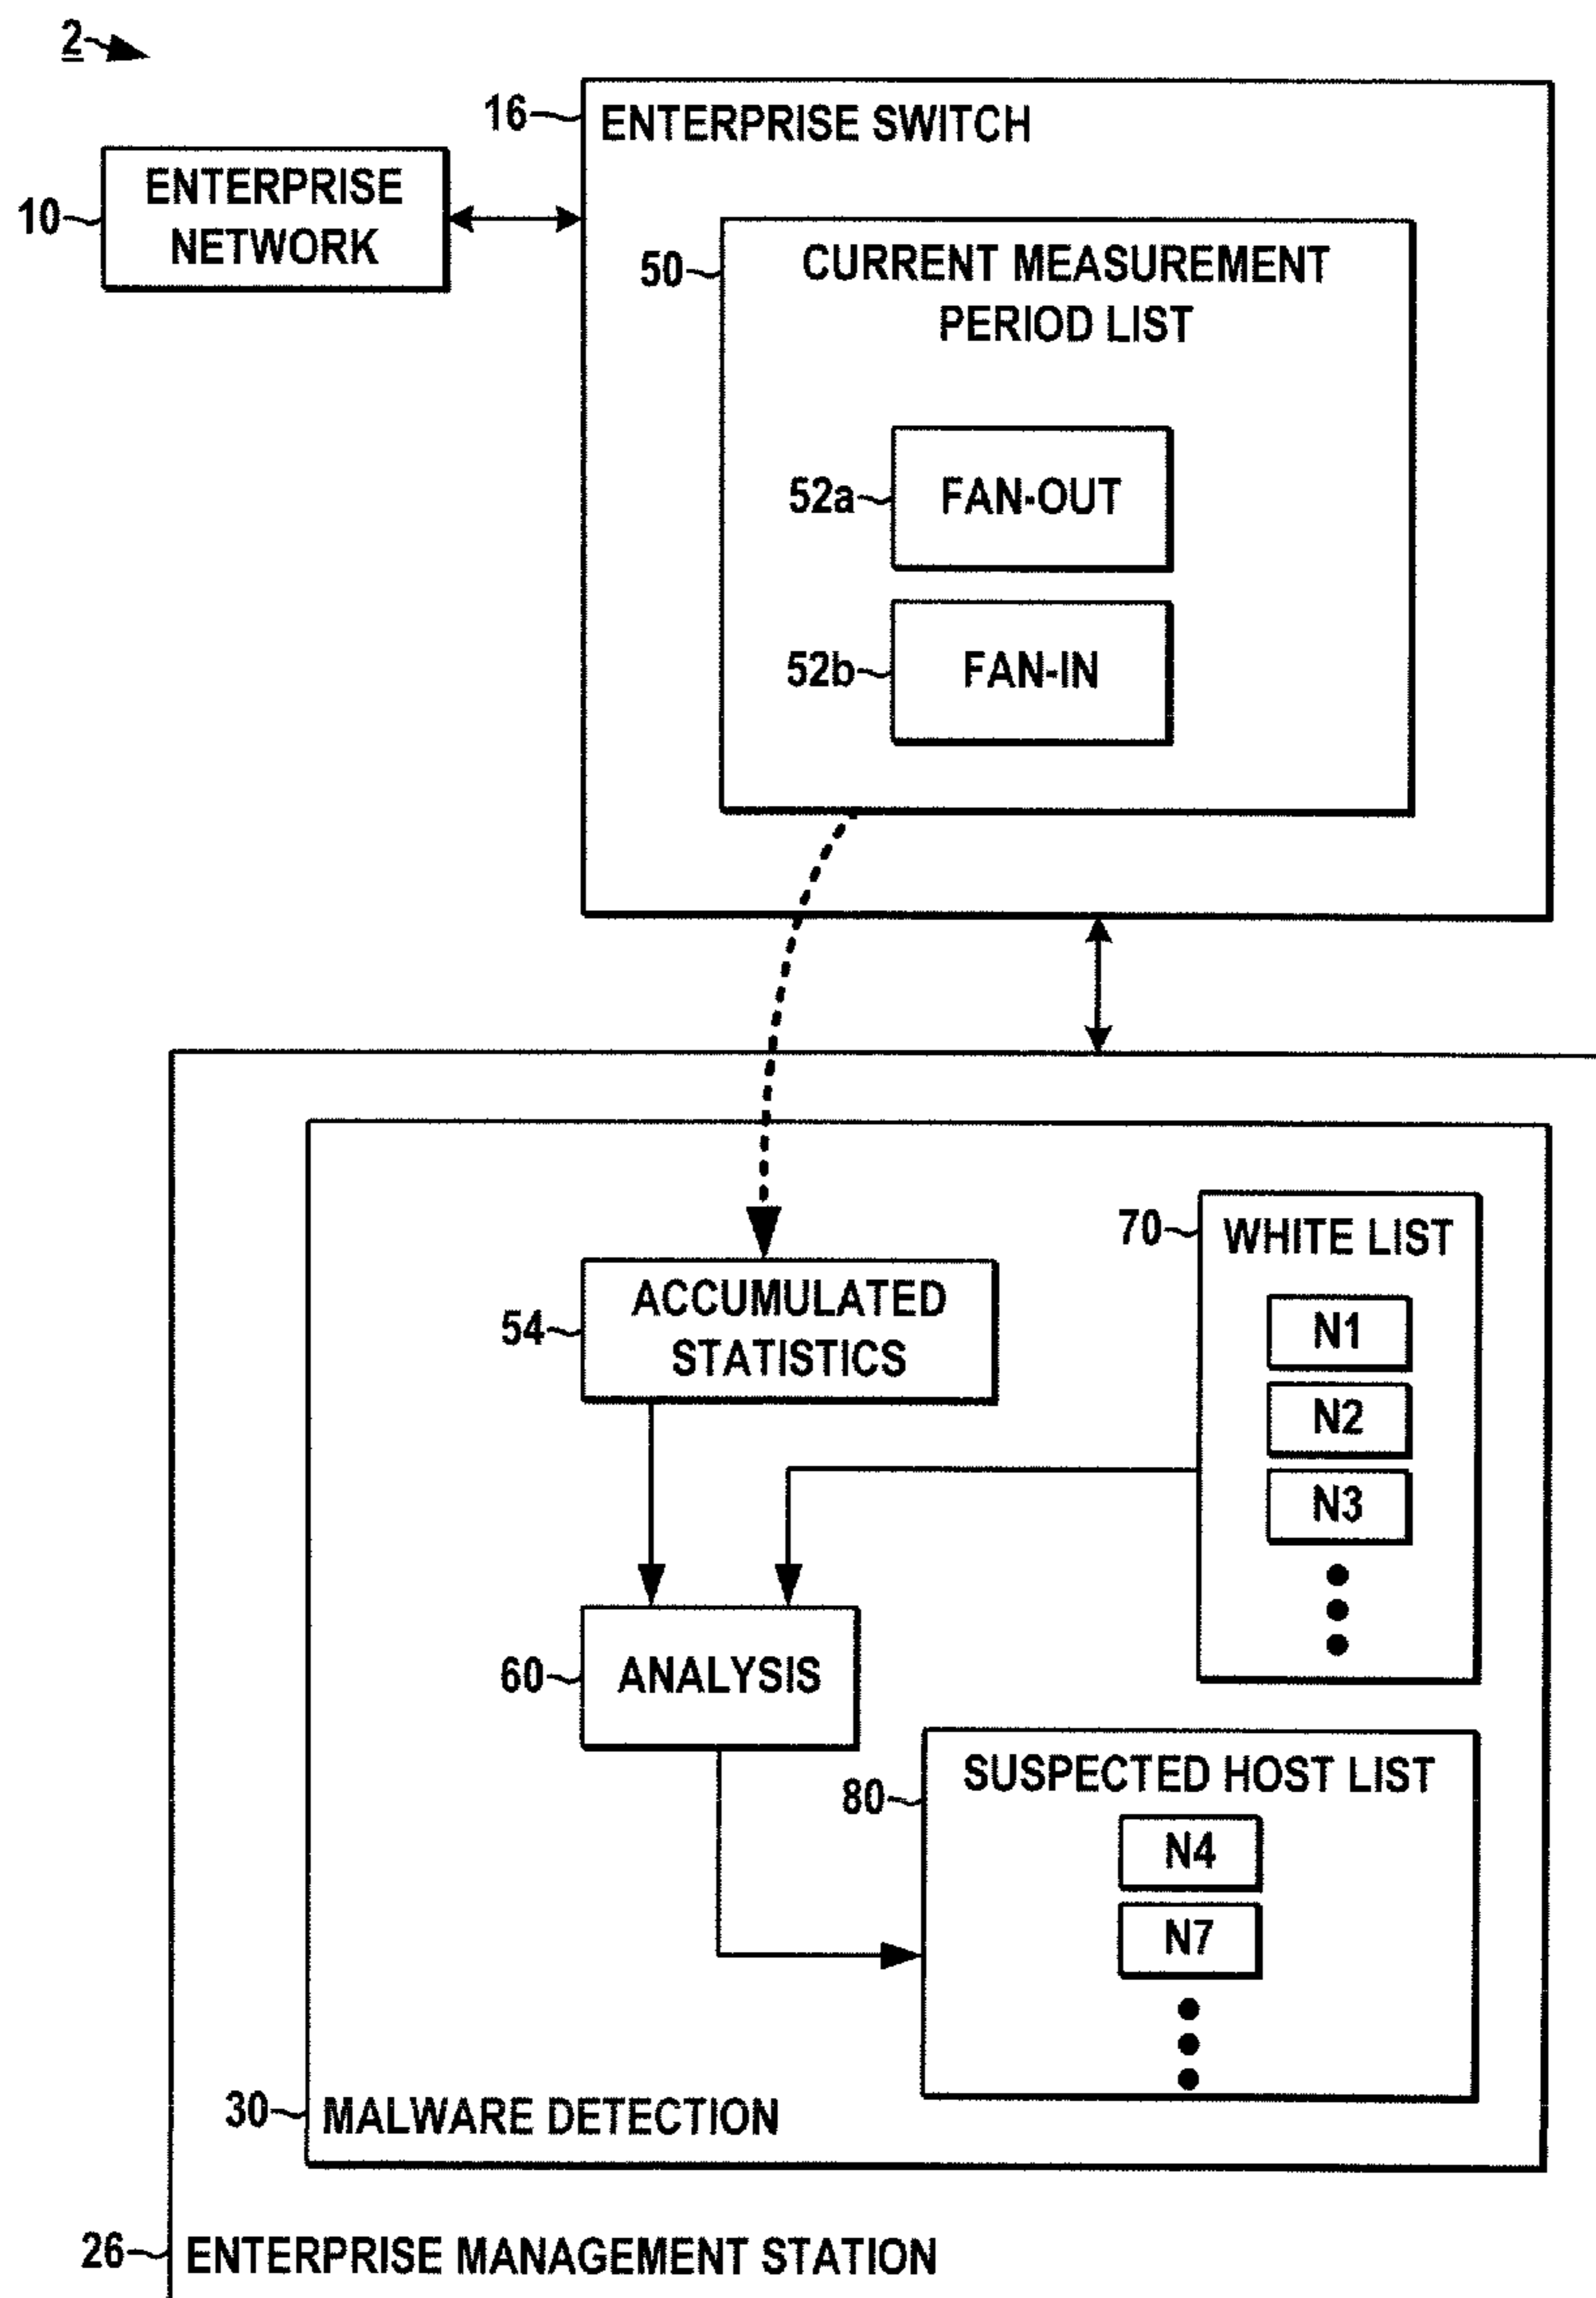 2
16
ENTERPRISE SWITCH
10
ENTERPRISE
NETWORK
50
CURRENT MEASUREMENT
PERIOD LIST
52a
FAN-OUT
52b
FAN-IN
70
WHITE LIST
N1
N2
N3
54
ACCUMULATED
STATISTICS
60
ANALYSIS
80
SUSPECTED HOST LIST
N4
N7
30
MALWARE DETECTION
26
ENTERPRISE MANAGEMENT STATION